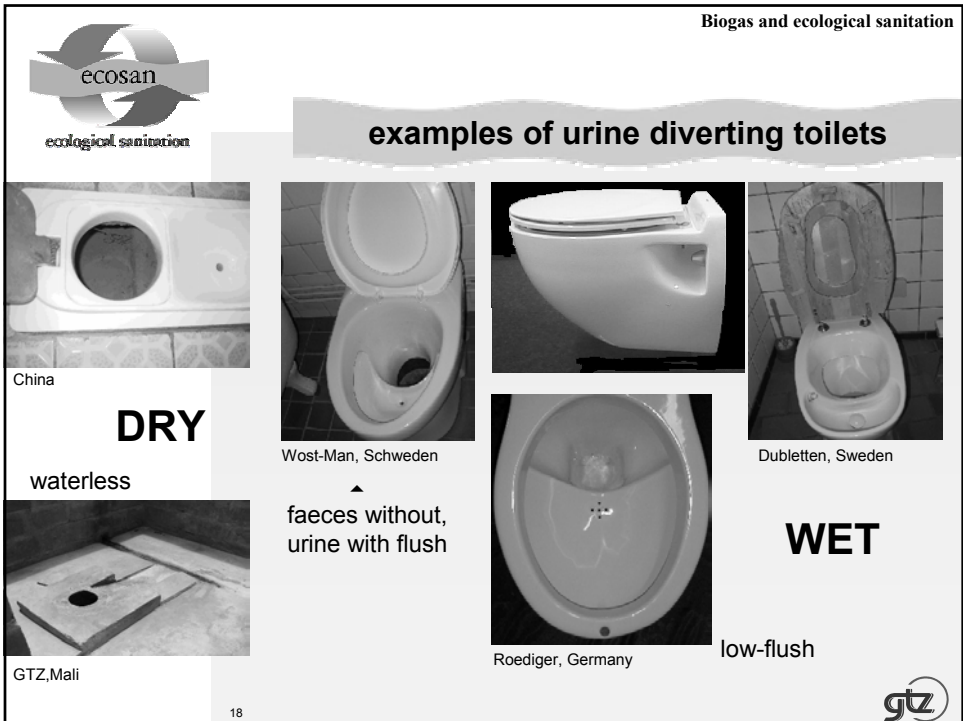 Biogas and ecological sanitation
ecosan
ecological sanitation
examples of urine diverting toilets
China
DRY
waterless
GTZ,Mali
Wost-Man, Schweden
faeces without,
urine with flush
Roediger, Germany
Dubletten, Sweden
WET
low-flush
18
gtz